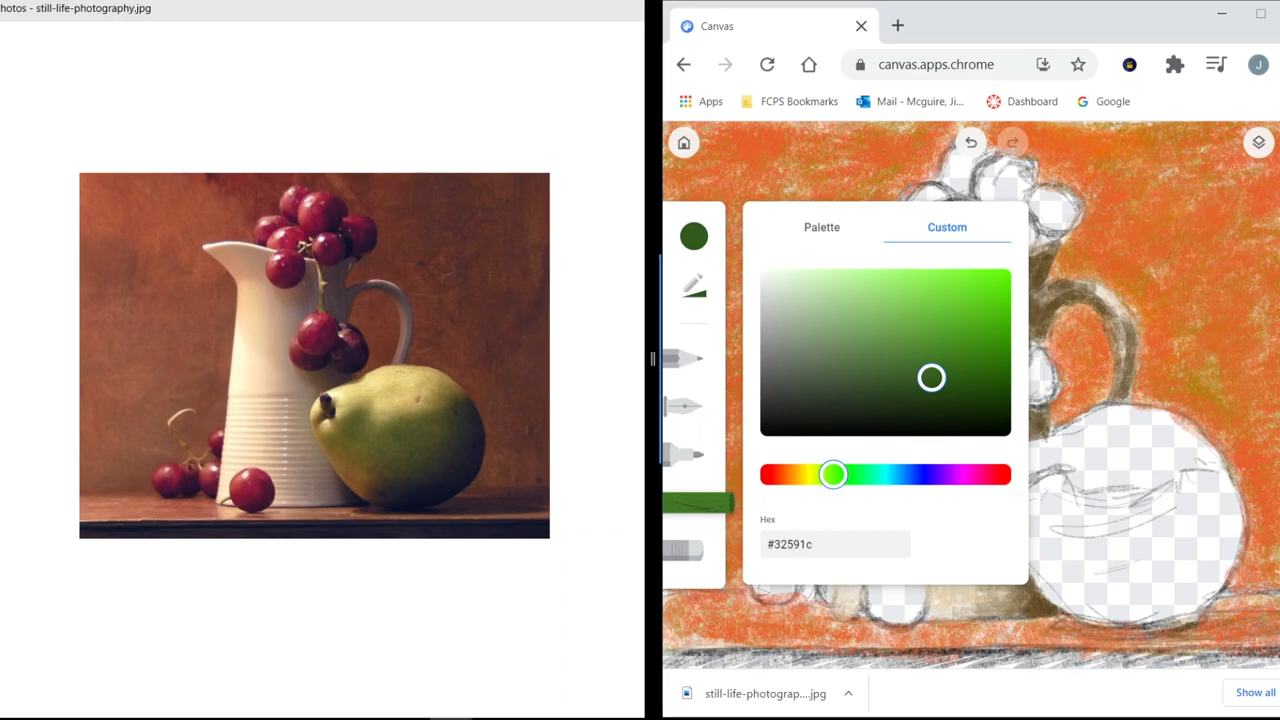 hotos - still-life-photography.jpg
Canvas
canvas.apps.chrome
J
Apps
FCPS Bookmarks
Mail - Mcguire, Ji...
Dashboard
Google
Palette
Custom
Hex
#32591c
still-life-photograp....jpg
Show all